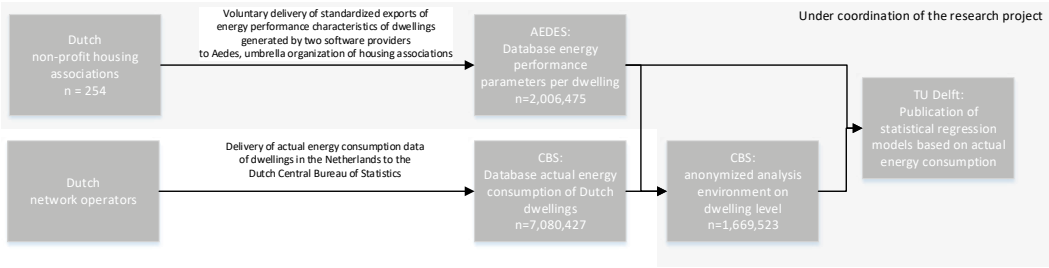 Voluntary delivery of standardized exports of
energy performance characteristics of dwellings
generated by two software providers
to Aedes, umbrella organization of housing associations
Under coordination of the research project
Dutch
non-profit housing
associations
n = 254
AEDES:
Database energy
performance
parameters per dwelling
n=2,006,475
TU Delft:
Publication of
statistical regression
models based on actual
energy consumption
Delivery of actual energy consumption data
of dwellings in the Netherlands to the
Dutch Central Bureau of Statistics
Dutch
network operators
CBS:
Database actual energy
consumption of Dutch
dwellings
n=7,080,427
CBS:
anonymized analysis
environment on
dwelling level
n=1,669,523